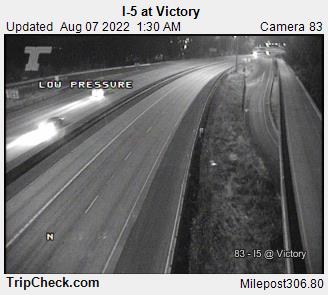 I-5 at Victory
Updated Aug 07 2022 1:30 AM Camera 83
T
LOW PRESSURE
N
83 - I5 @ Victory
TripCheck.com Milepost306.80